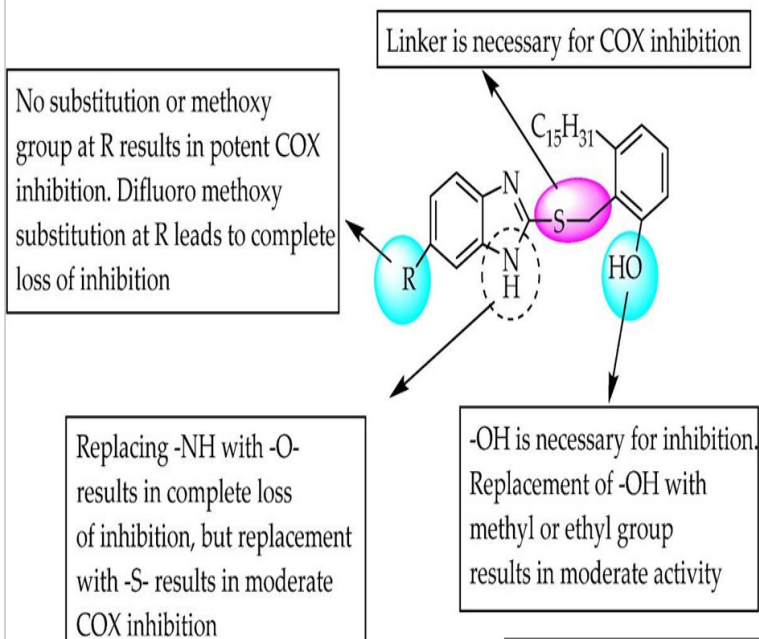 Linker is necessary for COX inhibition
No substitution or methoxy
group at R results in potent COX
inhibition. Difluoro methoxy
substitution at R leads to complete
loss of inhibition
C15H31
N
S
N
H
R
HO
Replacing -NH with -O-
results in complete loss
of inhibition, but replacement
with -S- results in moderate
COX inhibition
-OH is necessary for inhibition.
Replacement of -OH with
methyl or ethyl group
results in moderate activity